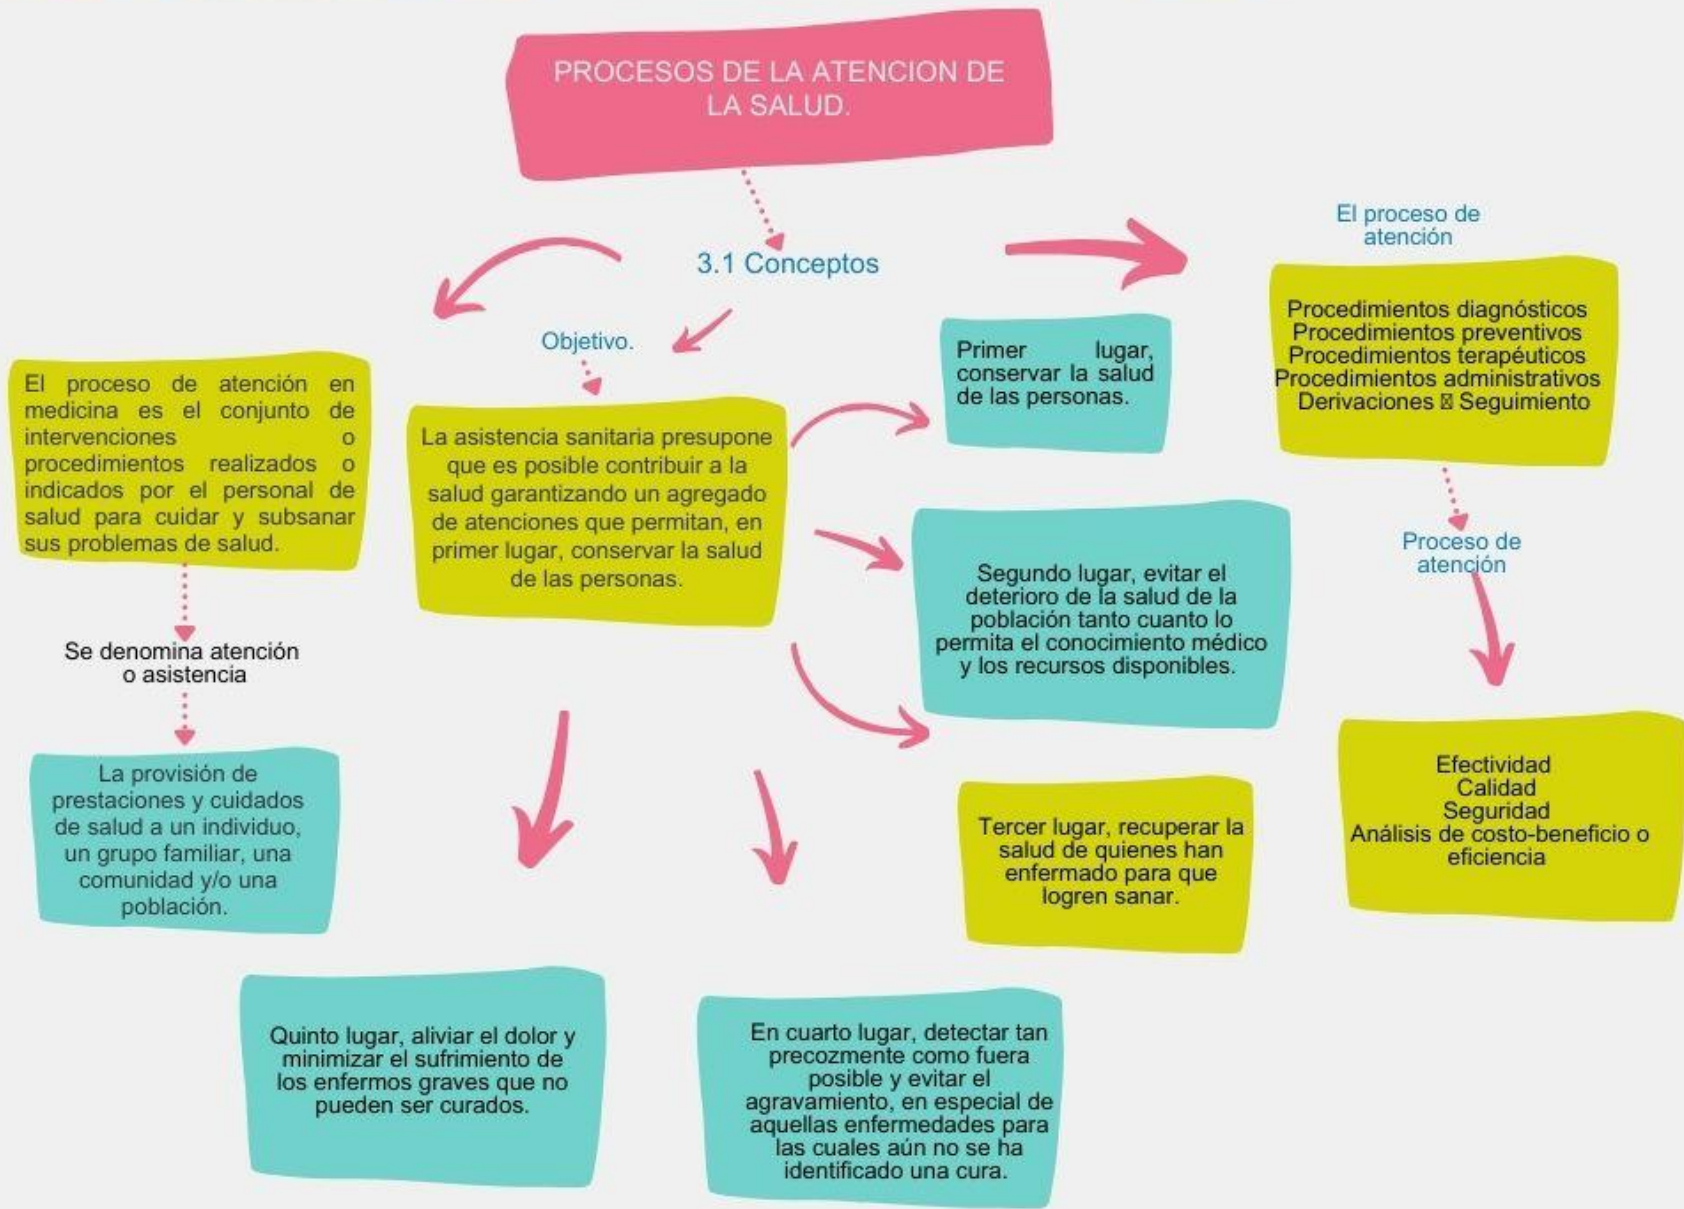 PROCESOS DE LA ATENCION DE
LA SALUD.
3.1 Conceptos
El proceso de atención en
medicina es el conjunto de
intervenciones o
procedimientos realizados o
indicados por el personal de
salud para cuidar y subsanar
sus problemas de salud.
Se denomina atención
o asistencia
La provisión de
prestaciones y cuidados
de salud a un individuo,
un grupo familiar, una
comunidad y/o una
población.
Objetivo.
La asistencia sanitaria presupone
que es posible contribuir a la
salud garantizando un agregado
de atenciones que permitan, en
primer lugar, conservar la salud
de las personas.
Primer lugar,
conservar la salud
de las personas.
Segundo lugar, evitar el
deterioro de la salud de la
población tanto cuanto lo
permita el conocimiento médico
y los recursos disponibles.
Tercer lugar, recuperar la
salud de quienes han
enfermado para que
logren sanar.
En cuarto lugar, detectar tan
precozmente como fuera
posible y evitar el
agravamiento, en especial de
aquellas enfermedades para
las cuales aún no se ha
identificado una cura.
Quinto lugar, aliviar el dolor y
minimizar el sufrimiento de
los enfermos graves que no
pueden ser curados.
El proceso de
atención
Procedimientos diagnósticos
Procedimientos preventivos
Procedimientos terapéuticos
Procedimientos administrativos
Derivaciones  Seguimiento
Proceso de
atención
Efectividad
Calidad
Seguridad
Análisis de costo-beneficio o
eficiencia